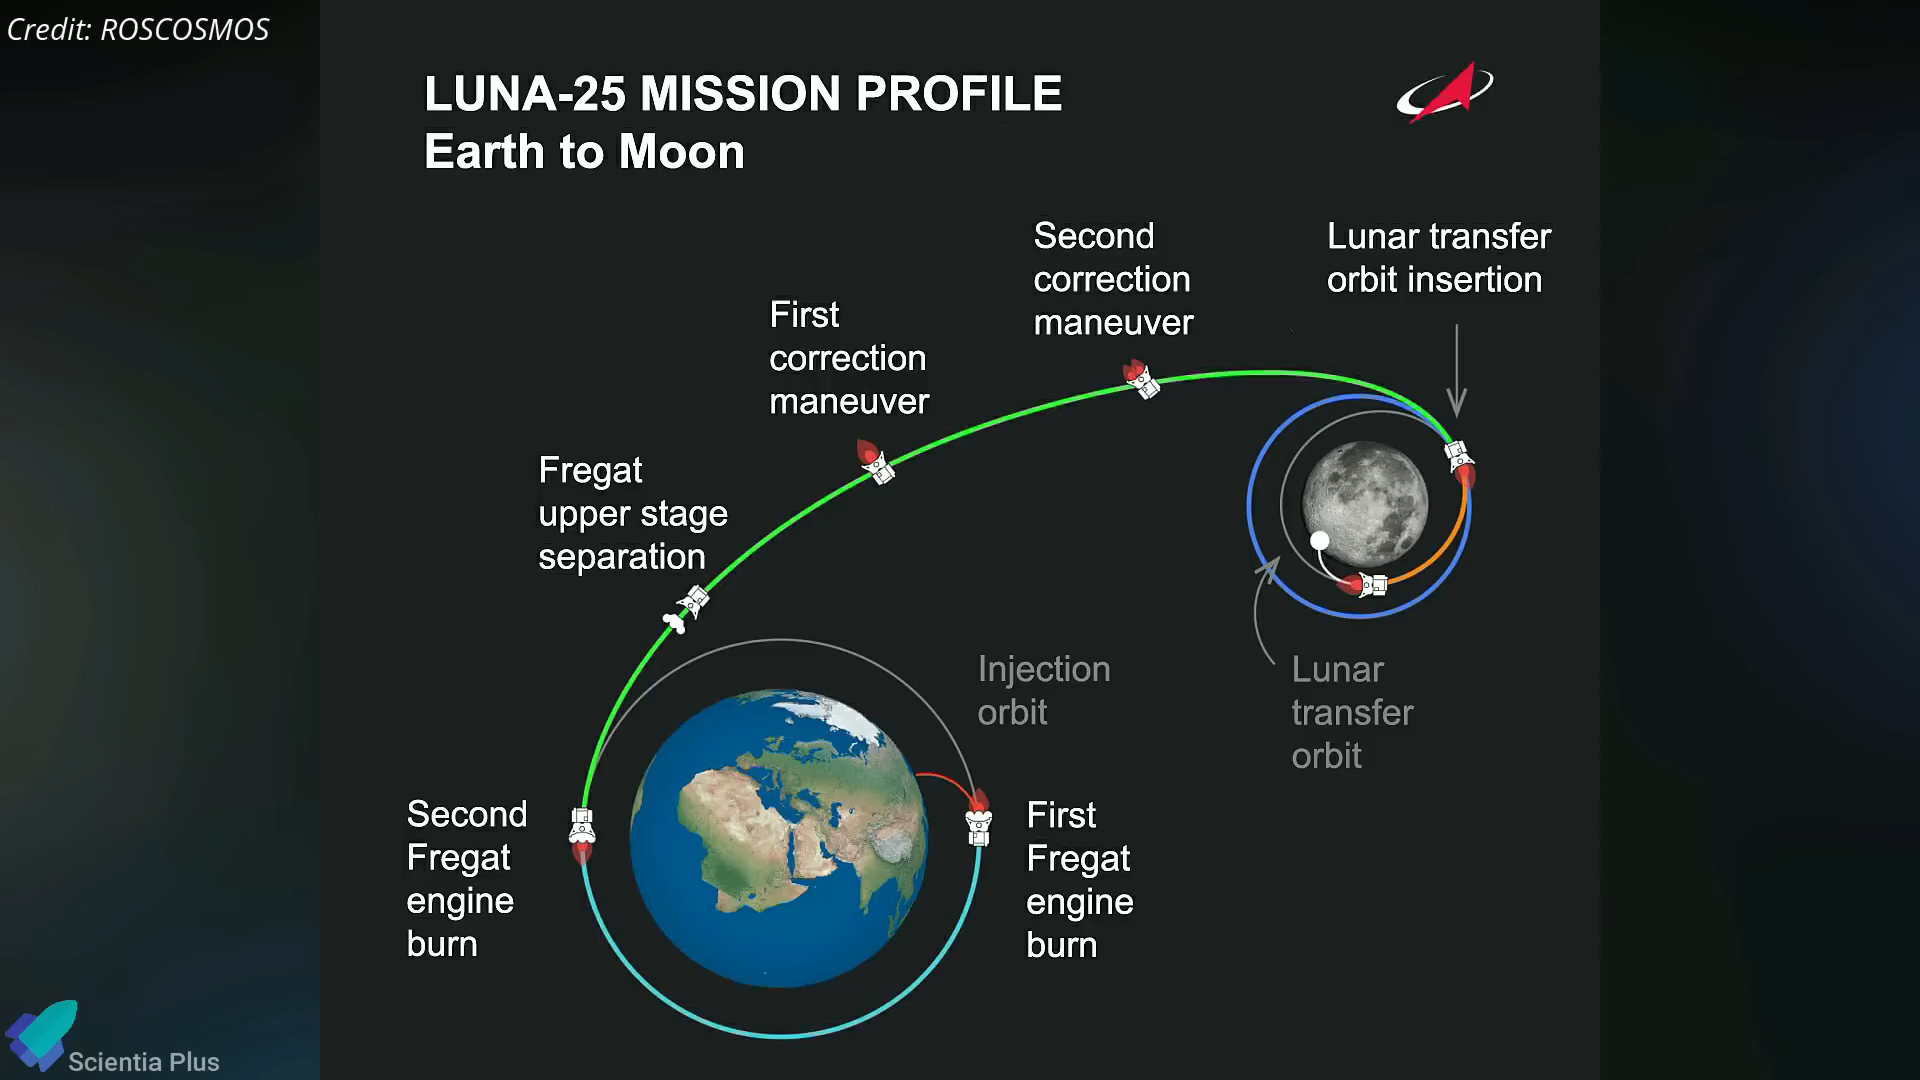 Credit: ROSCOSMOS
LUNA-25 MISSION PROFILE
Earth to Moon
Second
correction
maneuver
Lunar transfer
orbit insertion
First
correction
maneuver
Fregat
upper stage
separation
Injection
orbit
Lunar
transfer
orbit
Second
Fregat
engine
burn
First
Fregat
engine
burn
Scientia Plus